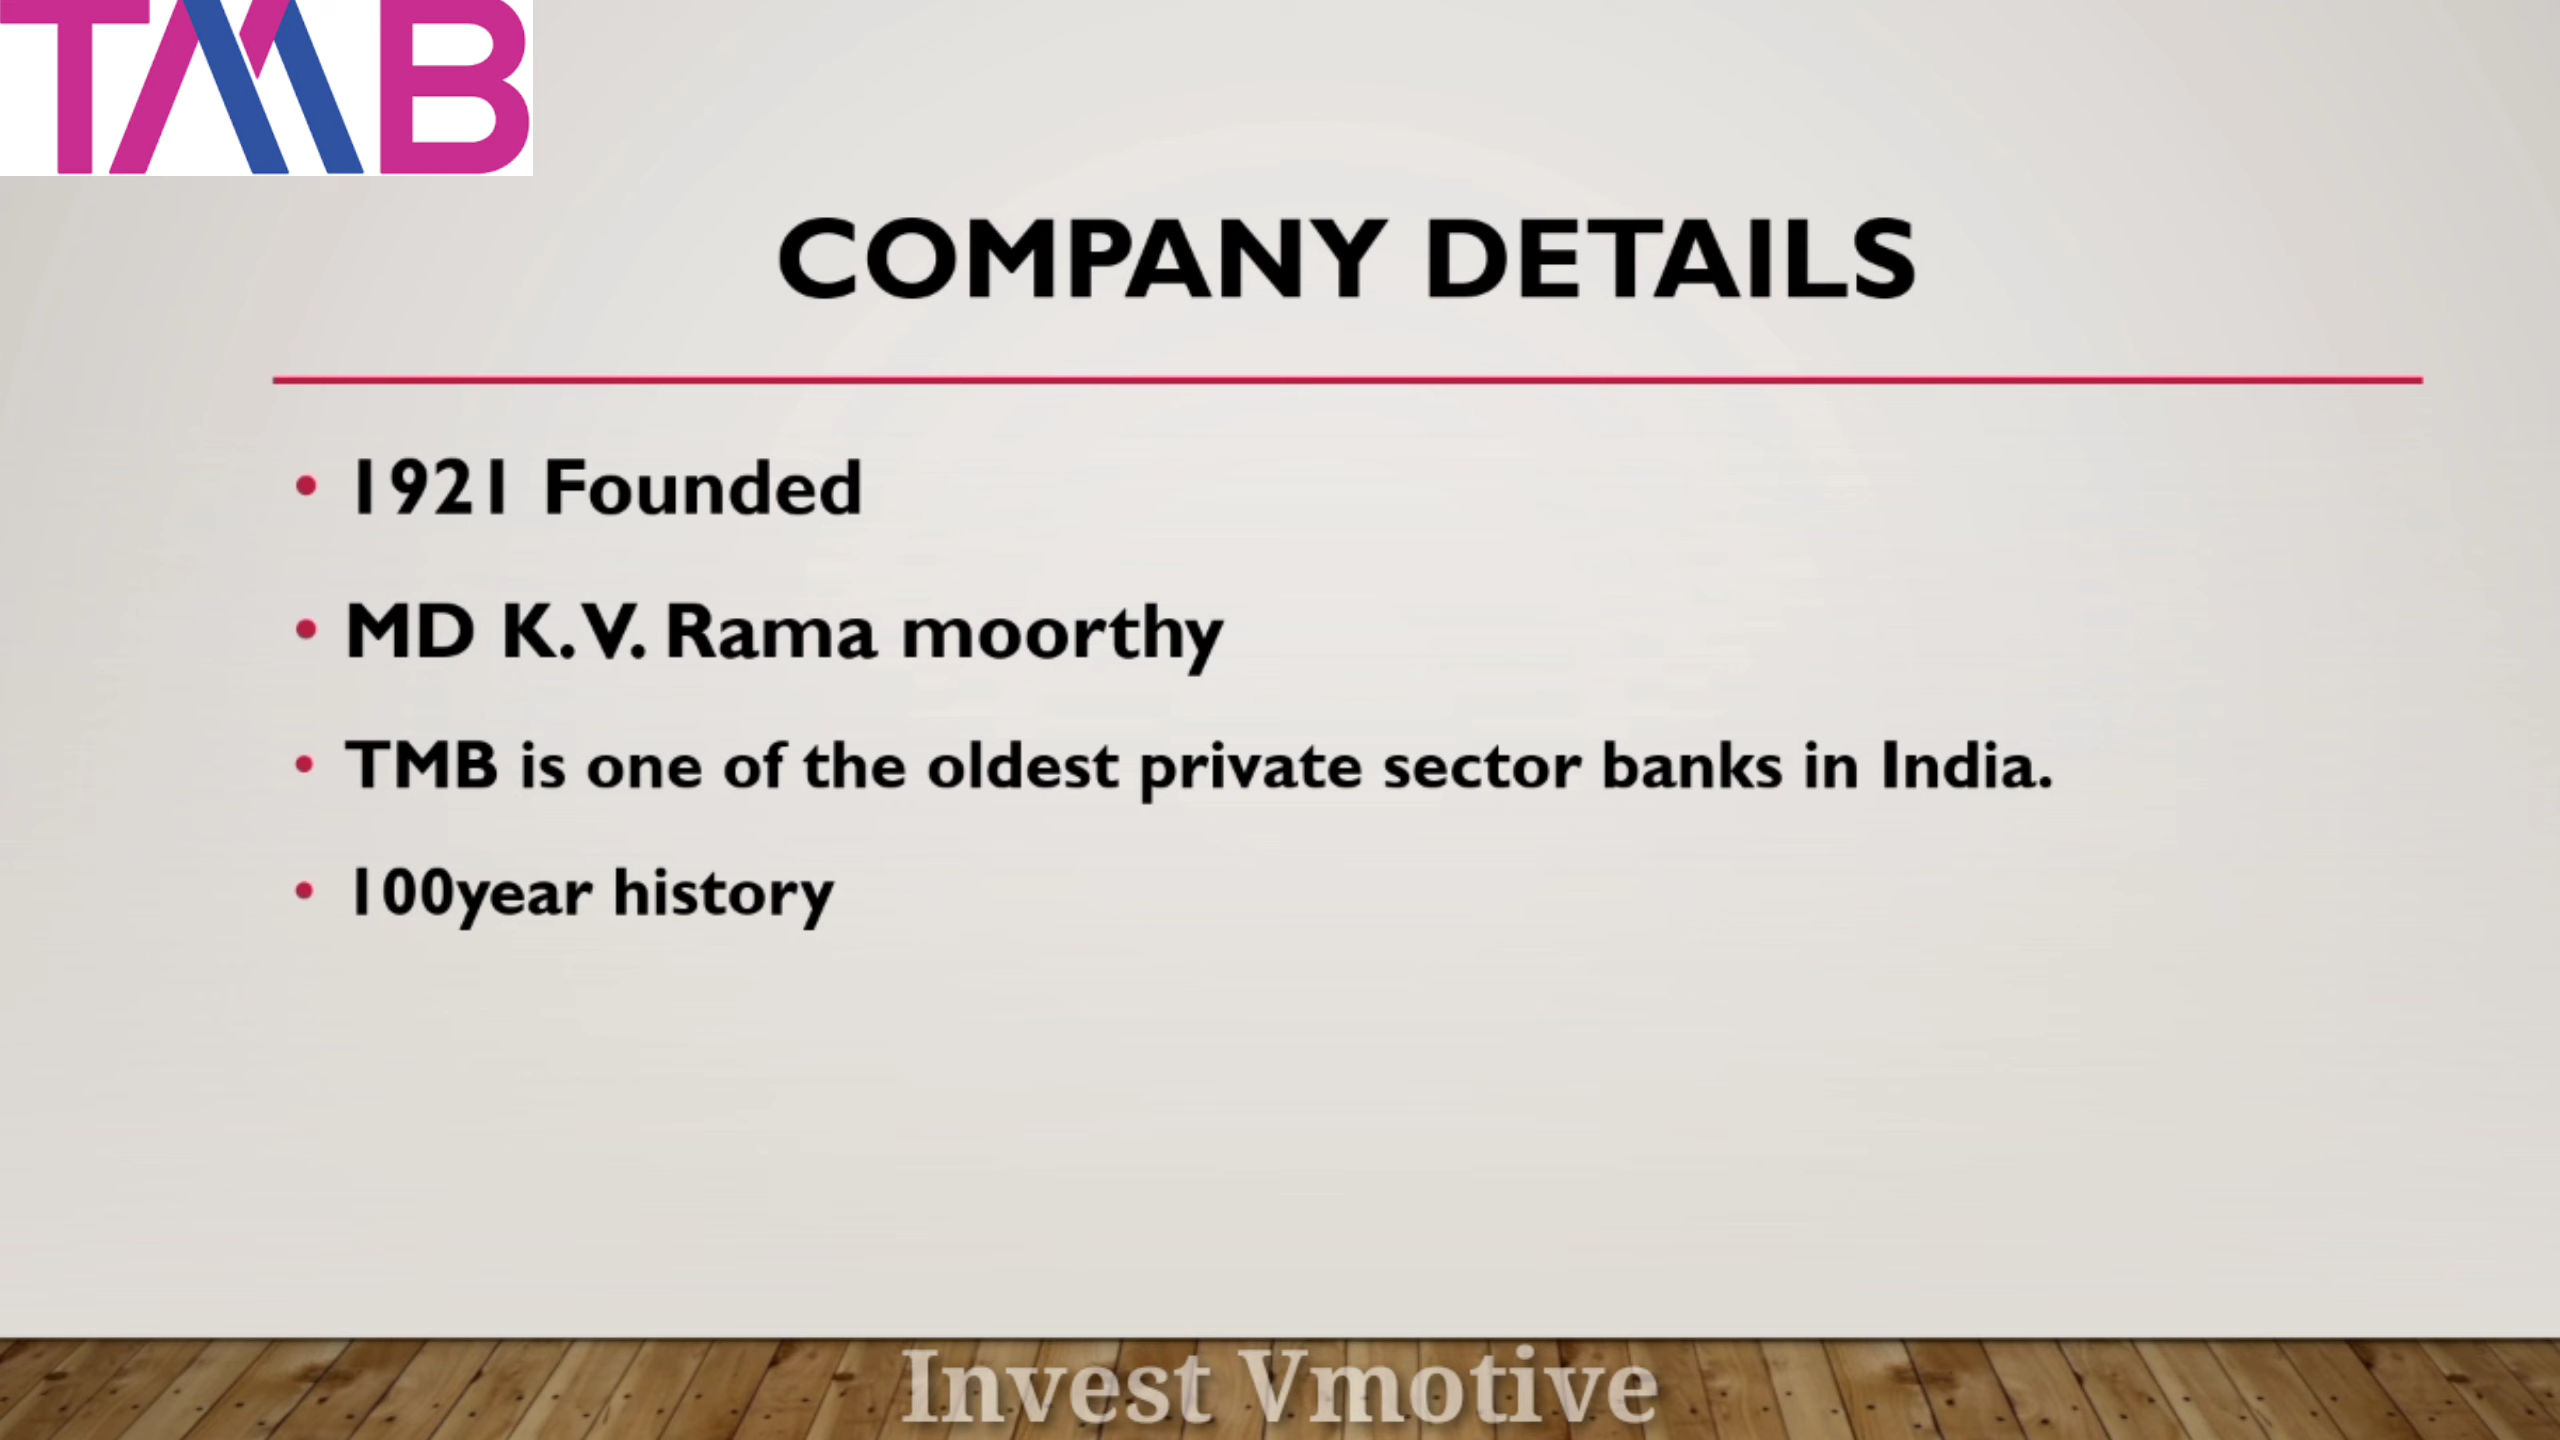 TMB
COMPANY DETAILS
• 1921 Founded
• MD K.V. Rama moorthy
• TMB is one of the oldest private sector banks in India.
• 100year history
Invest Vmotive